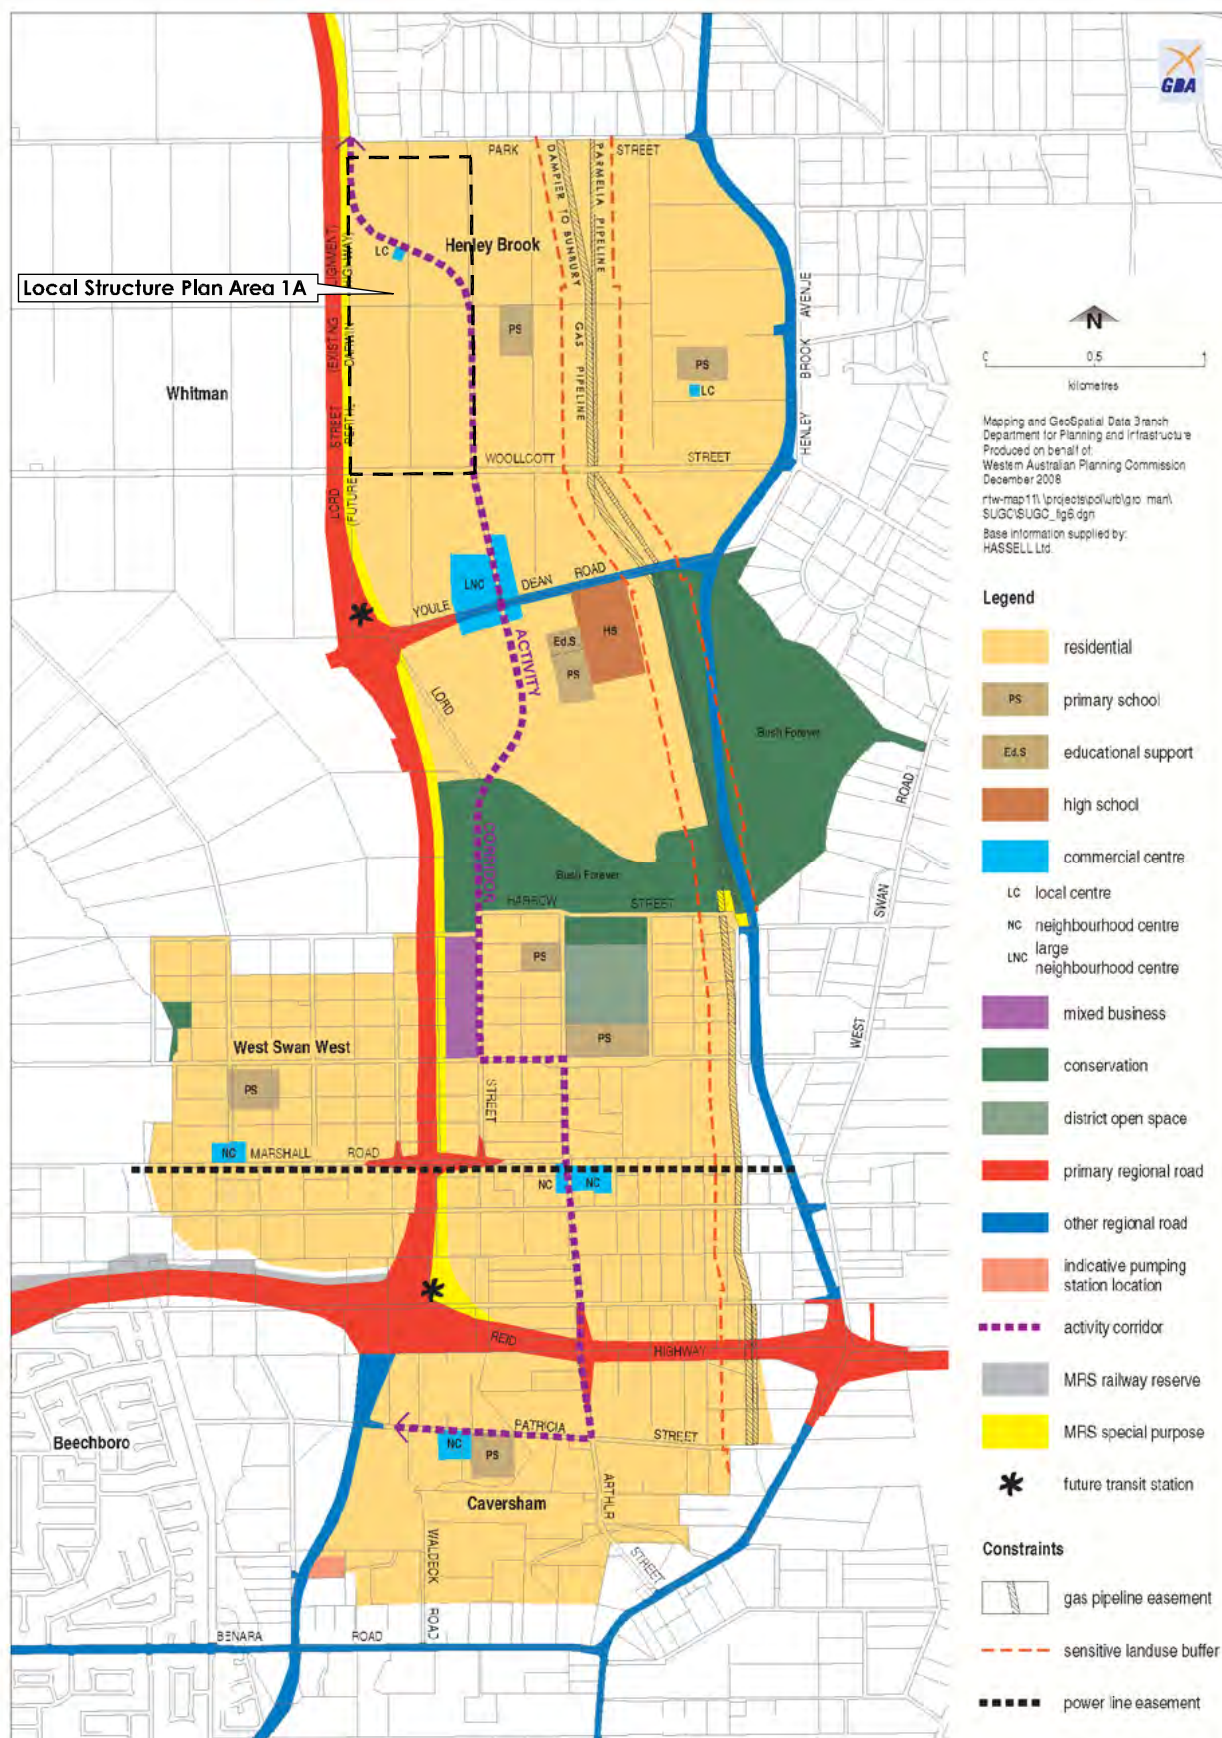 GBA
PARK
STREET
DAMPIER TO BUNBURY
GAS
PIPELINE
PARMELIA PIPELINE
LC
Henley Brook
Local Structure Plan Area 1A
LORD STREET (EXISTING
PS
PS
LC
HENLEY BROOK
Whitman
WOOLLCOTT
STREET
(FUTURE
LNC
YOULE
DEAN
ROAD
Ed.S
HS
PS
ACTIVITY
LORD
Bush Forever
ROAD
SWAN
WEST
Bush Forever
HARROW
STREET
PS
PS
West Swan West
PS
STREET
NC
MARSHALL
ROAD
NC
NC
REID
HIGHWAY
PATRICIA
STREET
NC
PS
Beechboro
Caversham
WALDECK
ROAD
STREET
BENARA
ROAD
N
0
0.5
1
kilometres
Mapping and GeoSpatial Data Branch
Department for Planning and Infrastructure
Produced on behalf of:
Western Australian Planning Commission
December 2008
SUGC\SUGC_fig6.dgn
Base information supplied by:
HASSELL Ltd.
Legend
residential
PS primary school
Ed.S educational support
high school
commercial centre
LC local centre
NC neighbourhood centre
LNC large
neighbourhood centre
mixed business
conservation
district open space
primary regional road
other regional road
indicative pumping
station location
activity corridor
MRS railway reserve
MRS special purpose
future transit station
Constraints
gas pipeline easement
sensitive landuse buffer
power line easement